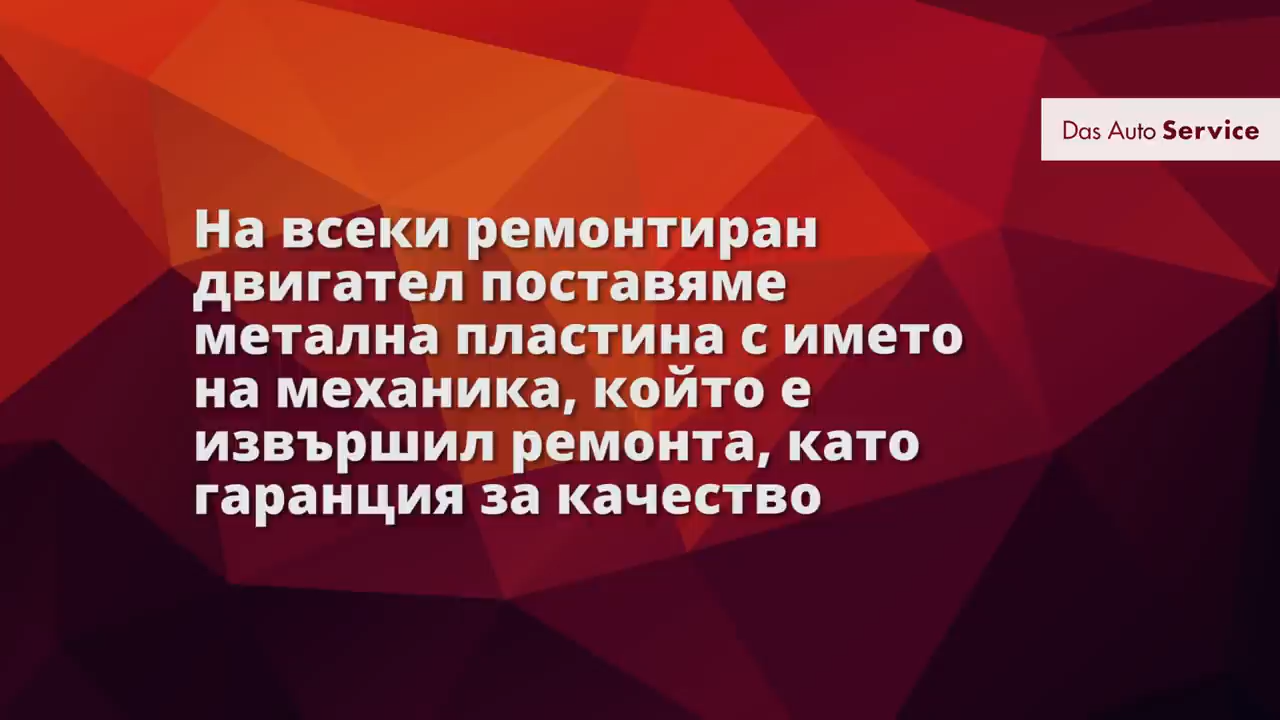 Das Auto Service
На всеки ремонтиран
двигател поставяме
метална пластина с името
на механика, който е
извършил ремонта, като
гаранция за качество